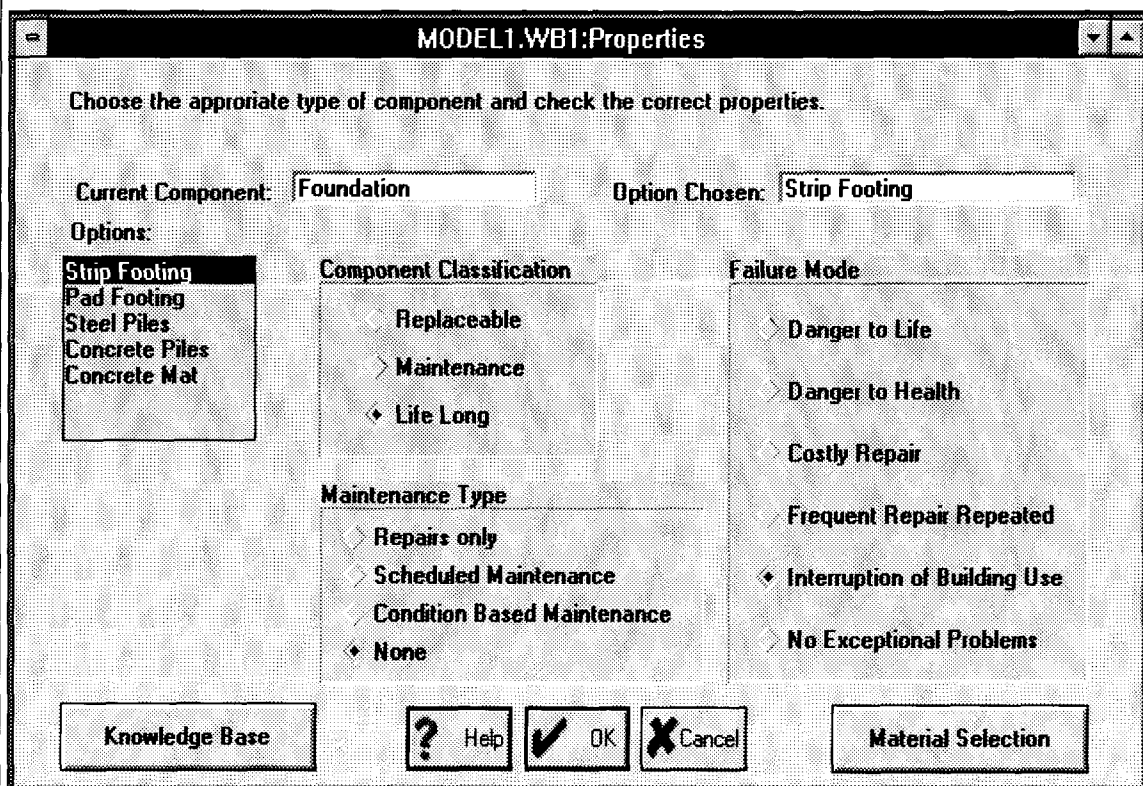 MODEL1.WB1:Properties
Choose the approriate type of component and check the correct properties.
Current Component: Foundation
Option Chosen: Strip Footing
Options:
Strip Footing
Pad Footing
Steel Piles
Concrete Piles
Concrete Mat
Component Classification
Replaceable
Maintenance
Life Long
Maintenance Type
Repairs only
Scheduled Maintenance
Condition Based Maintenance
None
Failure Mode
Danger to Life
Danger to Health
Costly Repair
Frequent Repair Repeated
Interruption of Building Use
No Exceptional Problems
Knowledge Base
? Help
OK
Cancel
Material Selection